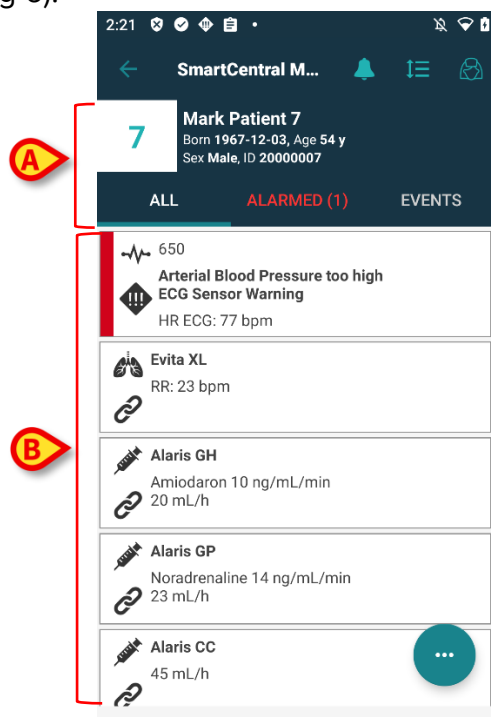 g 6).
2:21
SmartCentral M...
A
7
Mark Patient 7
Born 1967-12-03, Age 54 y
Sex Male, ID 20000007
ALL ALARMED (1) EVENTS
B
650
Arterial Blood Pressure too high
!!! ECG Sensor Warning
HR ECG: 77 bpm
Evita XL
RR: 23 bpm
Alaris GH
Amiodaron 10 ng/mL/min
20 mL/h
Alaris GP
Noradrenaline 14 ng/mL/min
23 mL/h
Alaris CC
45 mL/h